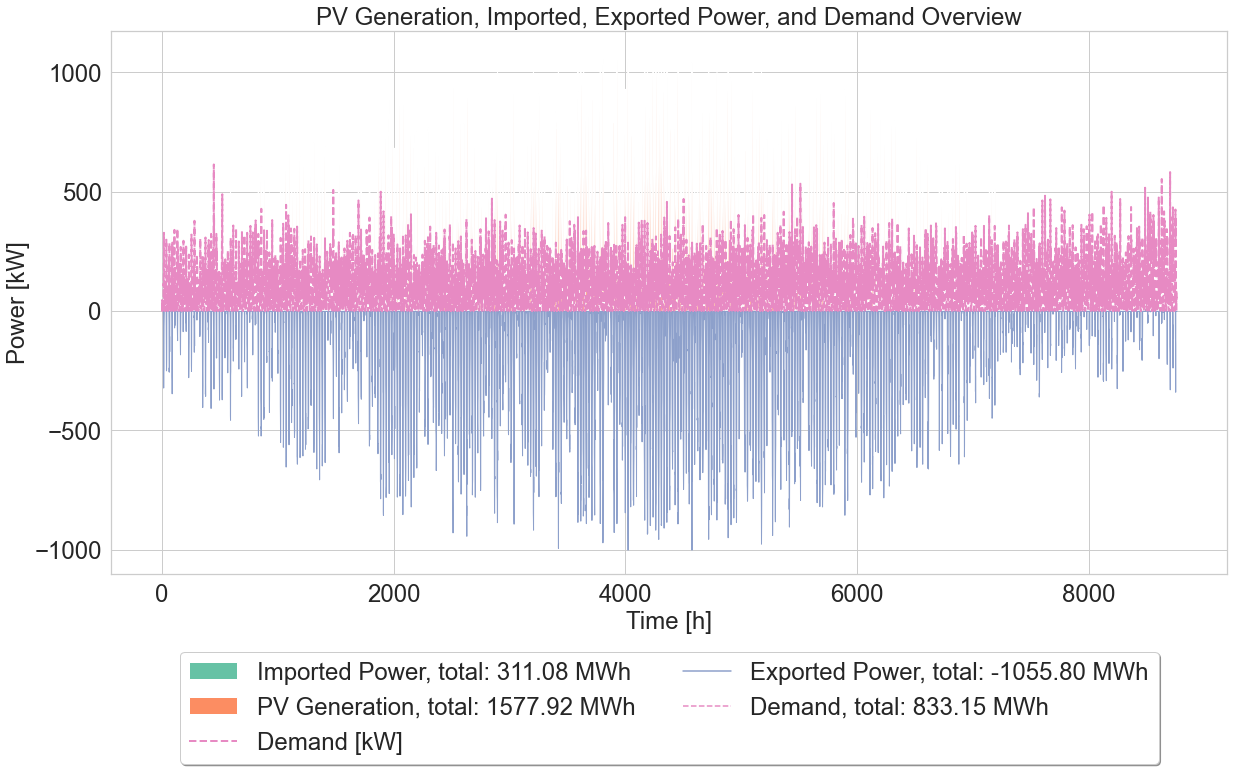 PV Generation, Imported, Exported Power, and Demand Overview
1000
500
0
−500
−1000
Power [kW]
0 2000 4000 6000 8000
Time [h]
Imported Power, total: 311.08 MWh
PV Generation, total: 1577.92 MWh
Demand [kW]
Exported Power, total: -1055.80 MWh
Demand, total: 833.15 MWh